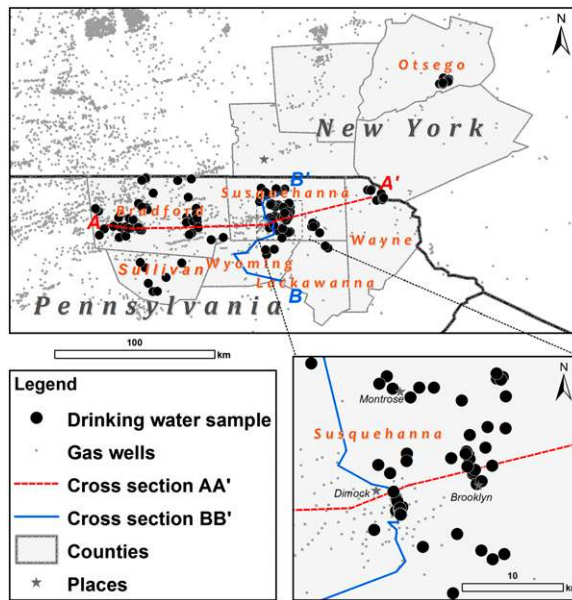 N
Otsego
New York
B'
Susquehanna
A'
A
Bradford
Wayne
Sullivan
Wyoming
Lackawanna
B
Pennsylvania
100
km
Legend
Drinking water sample
Gas wells
Cross section AA'
Cross section BB'
Counties
Places
N
Montrose
Susquehanna
Dimock
Brooklyn
10
km